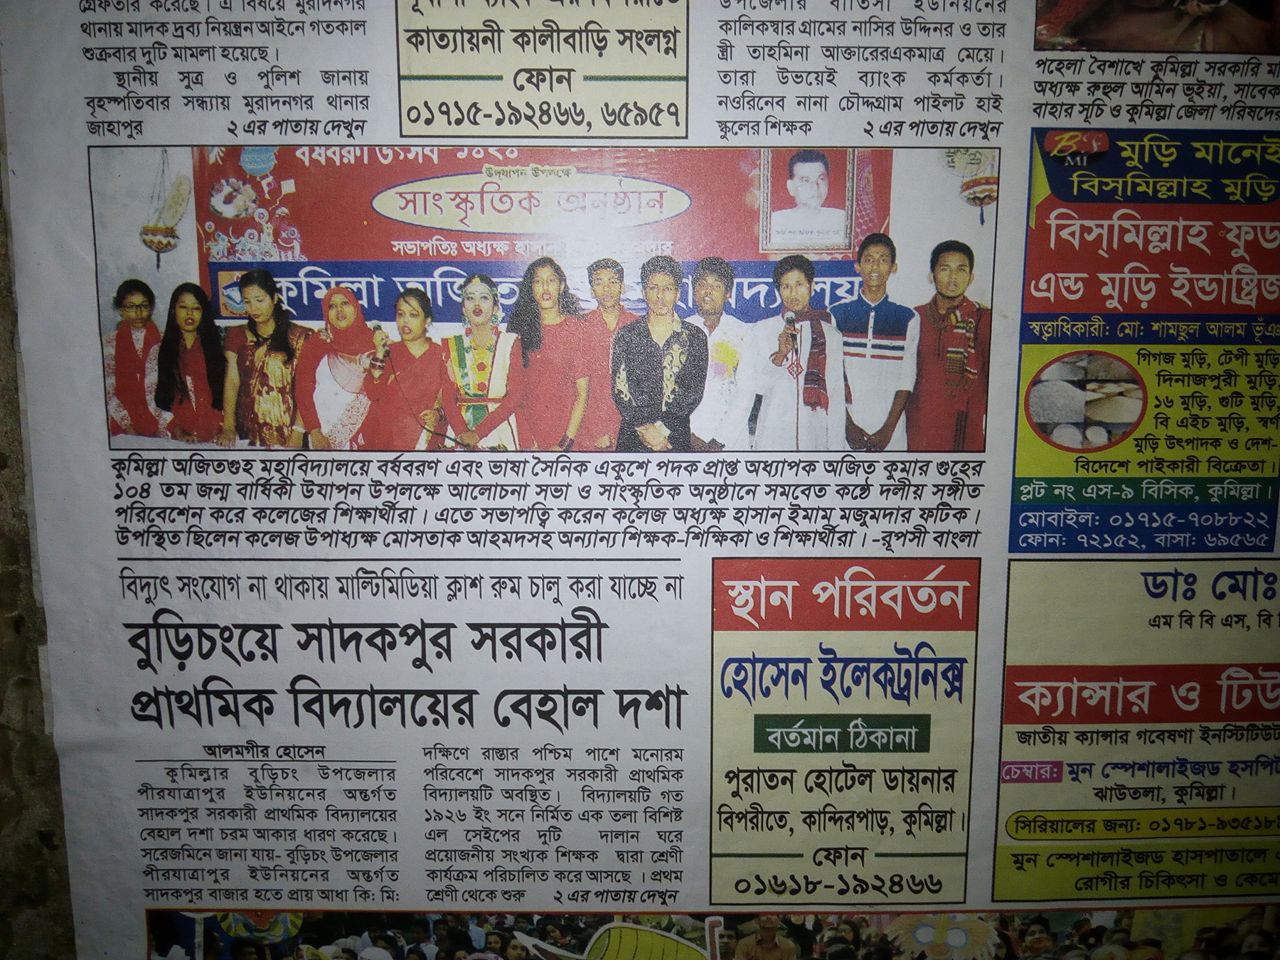 গ্রেফতার করেছে। এ বিষয়ে মুরাদনগর
থানায় মাদক দ্রব্য নিয়ন্ত্রন আইনে গতকাল
শুক্রবার দুটি মামলা হয়েছে।
স্থানীয় সুত্র ও পুলিশ জানায়
বৃহস্পতিবার সন্ধ্যায় মুরাদনগর থানার
জাহাপুর ২ এর পাতায় দেখুন
কাত্যায়নী কালীবাড়ি সংলগ্ন
ফোন
০১৭১৫-১৯২৪৬৬, ৬৫৯৫৭
উপজেলার বাতিসা ইউনিয়নের
কালিকস্বার গ্রামের নাসির উদ্দিনর ও তার
স্ত্রী তাহমিনা আক্তারেরএকমাত্র মেয়ে।
তারা উভয়েই ব্যাংক কর্মকর্তা।
নওরিনেব নানা চৌদ্দগ্রাম পাইলট হাই
স্কুলের শিক্ষক ২ এর পাতায় দেখুন
পহেলা বৈশাখে কুমিল্লা সরকারি
অধ্যক্ষ রুহুল আমিন ভূইয়া, সাবেক
বাহার সূচি ও কুমিল্লা জেলা পরিষদের
বর্ষবরণ উৎসব ১৪২৪
উদ্‌যাপন উপলক্ষে
সাংস্কৃতিক অনুষ্ঠান
সভাপতিঃ অধ্যক্ষ হাসান
কুমিল্লা অজিত
কুমিল্লা অজিতগুহ মহাবিদ্যালয়ে বর্ষবরণ এবং ভাষা সৈনিক একুশে পদক প্রাপ্ত অধ্যাপক অজিত কুমার গুহের
১০৪ তম জন্ম বার্ষিকী উযাপন উপলক্ষে আলোচনা সভা ও সাংস্কৃতিক অনুষ্ঠানে সমবেত কন্ঠে দলীয় সঙ্গীত
পরিবেশেন করে কলেজের শিক্ষার্থীরা। এতে সভাপত্বি করেন কলেজ অধ্যক্ষ হাসান ইমাম মজুমদার ফটিক।
উপস্থিত ছিলেন কলেজ উপাধ্যক্ষ মোসতাক আহমদসহ অন্যান্য শিক্ষক-শিক্ষিকা ও শিক্ষার্থীরা। -রূপসী বাংলা
BMI
মুড়ি মানেই
বিস্‌মিল্লাহ মুড়ি
বিস্‌মিল্লাহ ফুড
এন্ড মুড়ি ইন্ডাষ্ট্রিজ
স্বত্ত্বাধিকারী: মো: শামছুল আলম
গিগজ মুড়ি, টেপী মুড়ি
দিনাজপুরী মুড়ি
১৬ মুড়ি, গুটি মুড়ি,
বি এইচ মুড়ি, স্বর্ণ
মুড়ি উৎপাদক ও দেশ-
বিদেশে পাইকারী বিক্রেতা।
প্লট নং এস-৯ বিসিক, কুমিল্লা।
মোবাইল: ০১৭১৫-৭০৮৮২২
ফোন: ৭২১৫২, বাসা: ৬৯৫৬৫
বিদ্যুৎ সংযোগ না থাকায় মাল্টিমিডিয়া ক্লাশ রুম চালু করা যাচ্ছে না
বুড়িচংয়ে সাদকপুর সরকারী
প্রাথমিক বিদ্যালয়ের বেহাল দশা
আলমগীর হোসেন
কুমিল্লার বুড়িচং উপজেলার
পীরযাত্রাপুর ইউনিয়নের অন্তর্গত
সাদকপুর সরকারী প্রাথমিক বিদ্যালয়ের
বেহাল দশা চরম আকার ধারণ করেছে।
সরেজমিনে জানা যায়- বুড়িচং উপজেলার
পীরযাত্রাপুর ইউনিয়নের অন্তর্গত
সাদকপুর বাজার হতে প্রায় আধা কি: মি:
দক্ষিণে রাস্তার পশ্চিম পাশে মনোরম
পরিবেশে সাদকপুর সরকারী প্রাথমিক
বিদ্যালয়টি অবস্থিত। বিদ্যালয়টি গত
১৯২৬ ইং সনে নির্মিত এক তলা বিশিষ্ট
এল সেইপের দুটি দালান ঘরে
প্রয়োজনীয় সংখ্যক শিক্ষক দ্বারা শ্রেণী
কার্যক্রম পরিচালিত করে আসছে । প্রথম
শ্রেণী থেকে শুরু ২ এর পাতায় দেখুন
স্থান পরিবর্তন
হোসেন ইলেকট্রনিক্স
বর্তমান ঠিকানা
পুরাতন হোটেল ডায়নার
বিপরীতে, কান্দিরপাড়, কুমিল্লা।
ফোন
০১৬১৮-১৯২৪৬৬
ডাঃ মোঃ
এম বি বি এস, বি
ক্যান্সার ও টিউ
জাতীয় ক্যান্সার গবেষণা ইনস্টিটিউট
চেম্বার: মুন স্পেশালাইজড হসপি
ঝাউতলা, কুমিল্লা।
সিরিয়ালের জন্য: ০১৭৮১-৯৩৫১৮
মুন স্পেশালাইজড হাসপাতালে
রোগীর চিকিৎসা ও কেমো